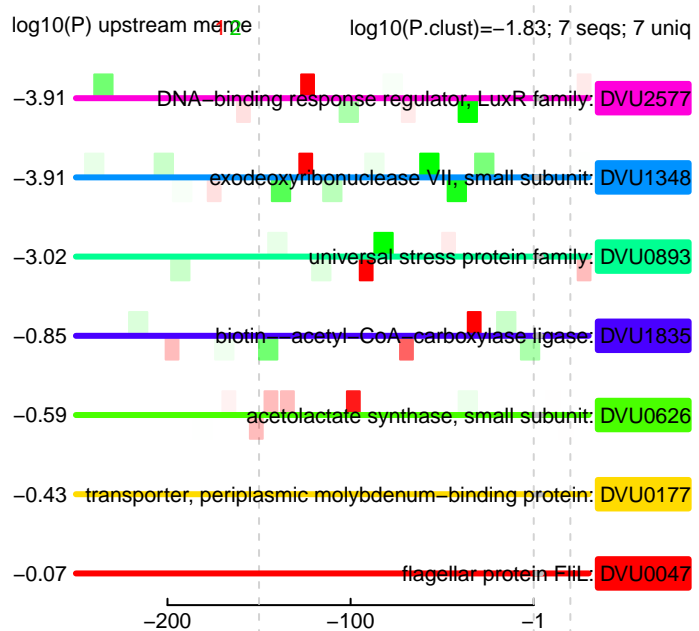 log10(P) upstream meme 1 2 log10(P.clust)=−1.83; 7 seqs; 7 uniq
−3.91 DNA−binding response regulator, LuxR family: DVU2577
−3.91 exodeoxyribonuclease VII, small subunit: DVU1348
−3.02 universal stress protein family: DVU0893
−0.85 biotin−−acetyl−CoA−carboxylase ligase: DVU1835
−0.59 acetolactate synthase, small subunit: DVU0626
−0.43 transporter, periplasmic molybdenum−binding protein: DVU0177
−0.07 flagellar protein FliL: DVU0047
−200 −100 −1